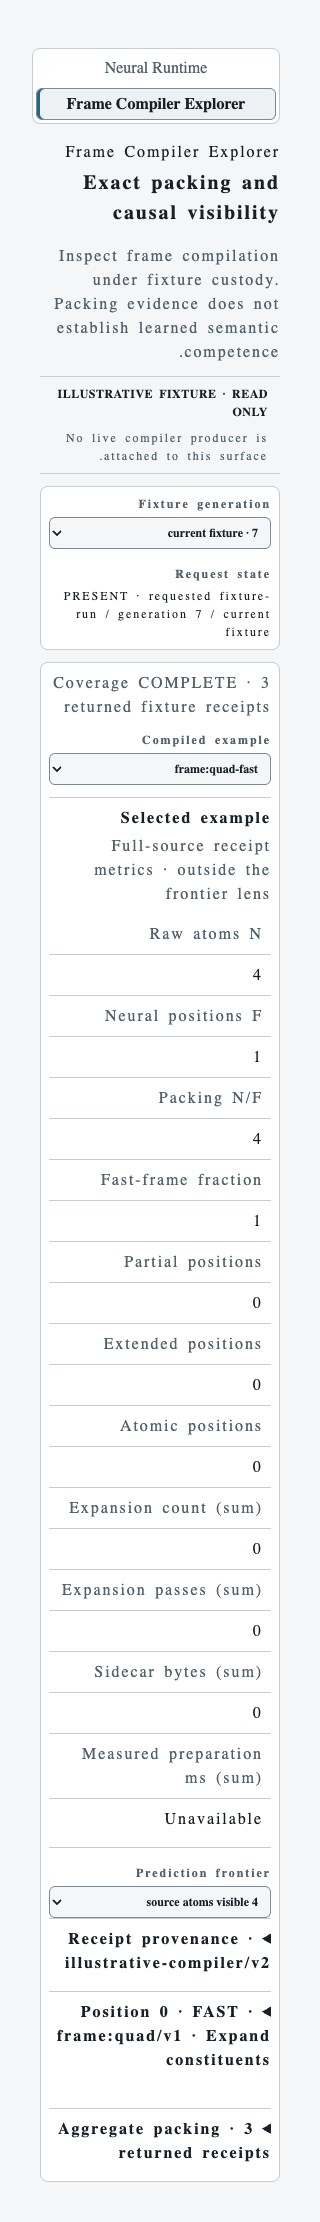 Neural Runtime
Frame Compiler Explorer
Frame Compiler Explorer
Exact packing and
causal visibility
Inspect frame compilation
under fixture custody.
Packing evidence does not
establish learned semantic
.competence
ILLUSTRATIVE FIXTURE · READ
ONLY
No live compiler producer is
.attached to this surface
Fixture generation
current fixture · 7
Request state
PRESENT · requested fixture-
run / generation 7 / current
fixture
Coverage COMPLETE · 3
returned fixture receipts
Compiled example
frame:quad-fast
Selected example
Full-source receipt
metrics · outside the
frontier lens
Raw atoms N
4
Neural positions F
1
Packing N/F
4
Fast-frame fraction
1
Partial positions
0
Extended positions
0
Atomic positions
0
Expansion count (sum)
0
Expansion passes (sum)
0
Sidecar bytes (sum)
0
Measured preparation
ms (sum)
Unavailable
Prediction frontier
source atoms visible 4
Receipt provenance ·
illustrative-compiler/v2
Position 0 · FAST ·
frame:quad/v1 · Expand
constituents
Aggregate packing · 3
returned receipts